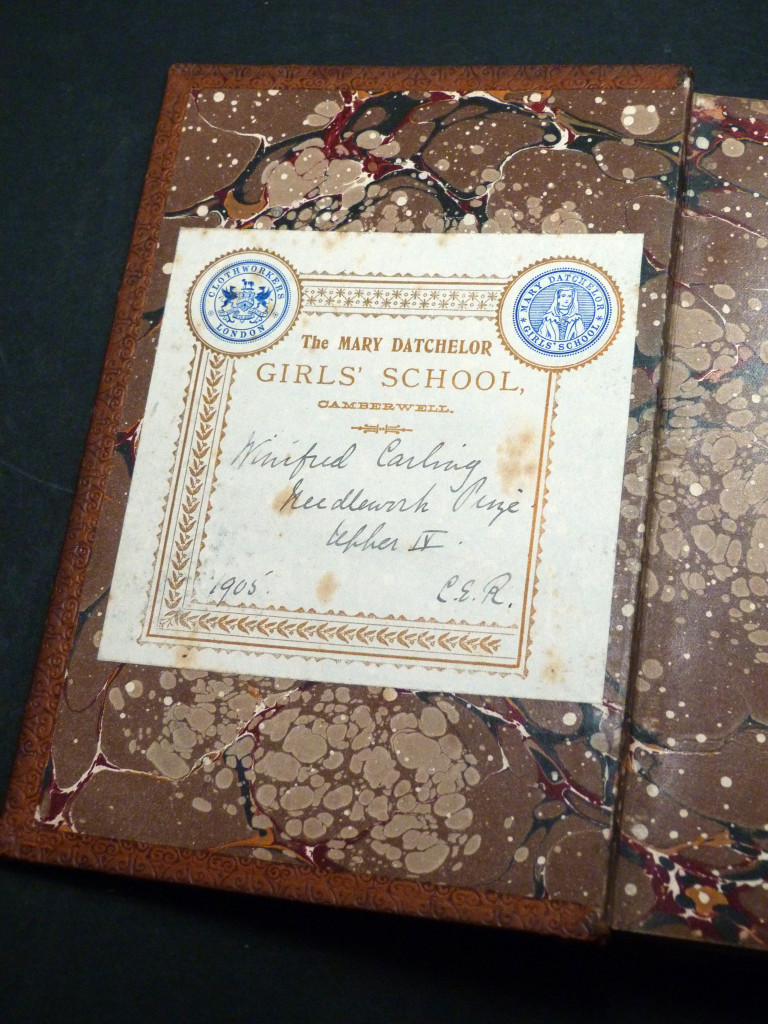 CLOTHWORKERS
LONDON
MARY DATCHELOR
GIRLS' SCHOOL
The MARY DATCHELOR
GIRLS' SCHOOL,
CAMBERWELL.
Winifred Carling
Needlework Prize.
Upper IV.
1905.
C.E.R.